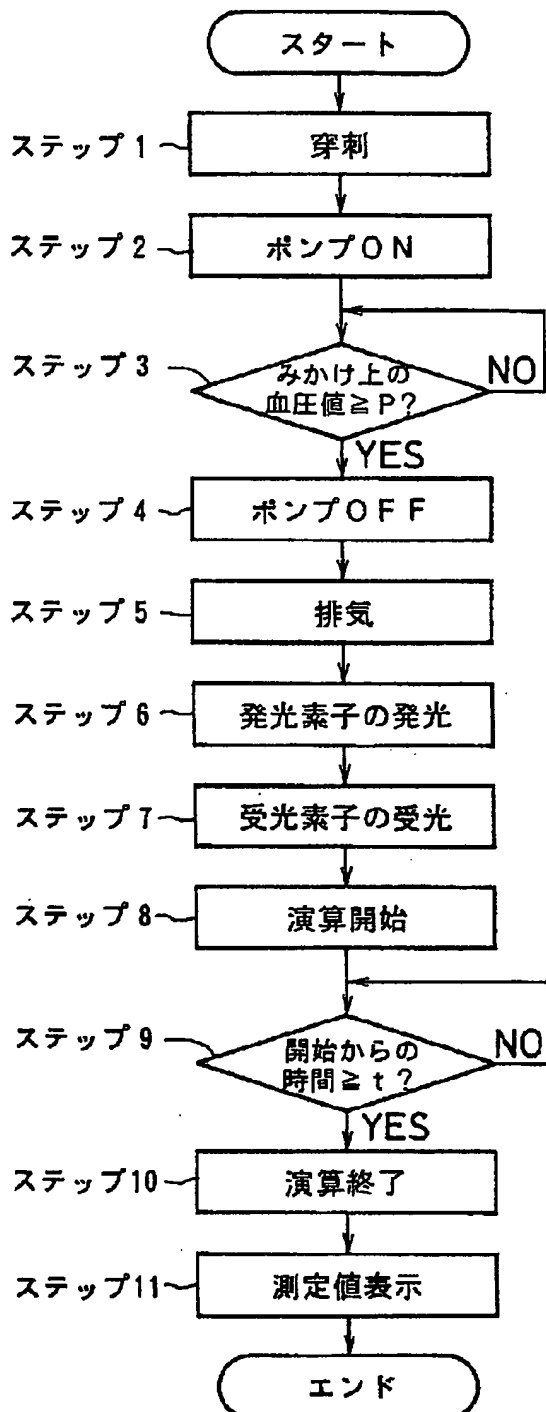 スタート
ステップ1
穿刺
ステップ2
ポンプON
ステップ3
みかけ上の
血圧値≧P?
NO
YES
ステップ4
ポンプOFF
ステップ5
排気
ステップ6
発光素子の発光
ステップ7
受光素子の受光
ステップ8
演算開始
ステップ9
開始からの
時間≧t?
NO
YES
ステップ10
演算終了
ステップ11
測定値表示
エンド